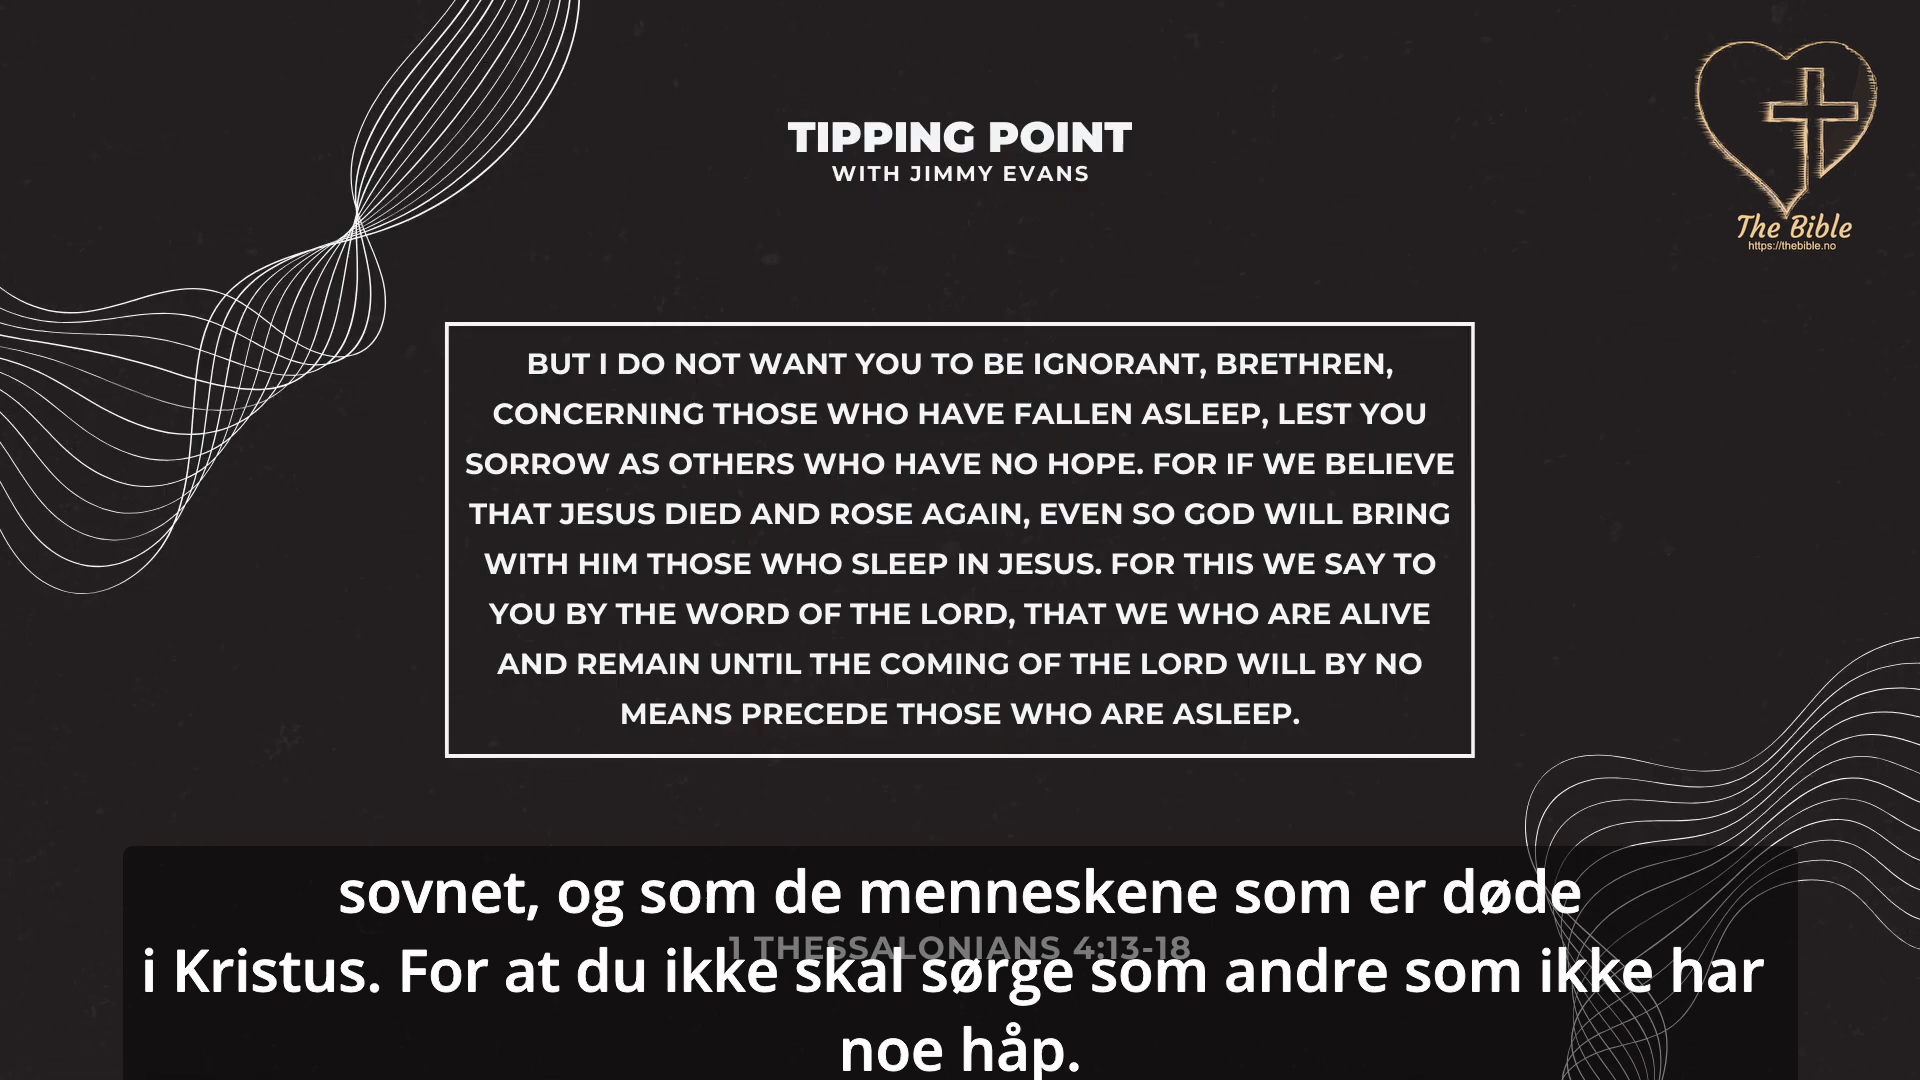 TIPPING POINT
WITH JIMMY EVANS
The Bible
https://thebible.no
BUT I DO NOT WANT YOU TO BE IGNORANT, BRETHREN,
CONCERNING THOSE WHO HAVE FALLEN ASLEEP, LEST YOU
SORROW AS OTHERS WHO HAVE NO HOPE. FOR IF WE BELIEVE
THAT JESUS DIED AND ROSE AGAIN, EVEN SO GOD WILL BRING
WITH HIM THOSE WHO SLEEP IN JESUS. FOR THIS WE SAY TO
YOU BY THE WORD OF THE LORD, THAT WE WHO ARE ALIVE
AND REMAIN UNTIL THE COMING OF THE LORD WILL BY NO
MEANS PRECEDE THOSE WHO ARE ASLEEP.
sovnet, og som de menneskene som er døde
1 THESSALONIANS 4:13-18
i Kristus. For at du ikke skal sørge som andre som ikke har
noe håp.